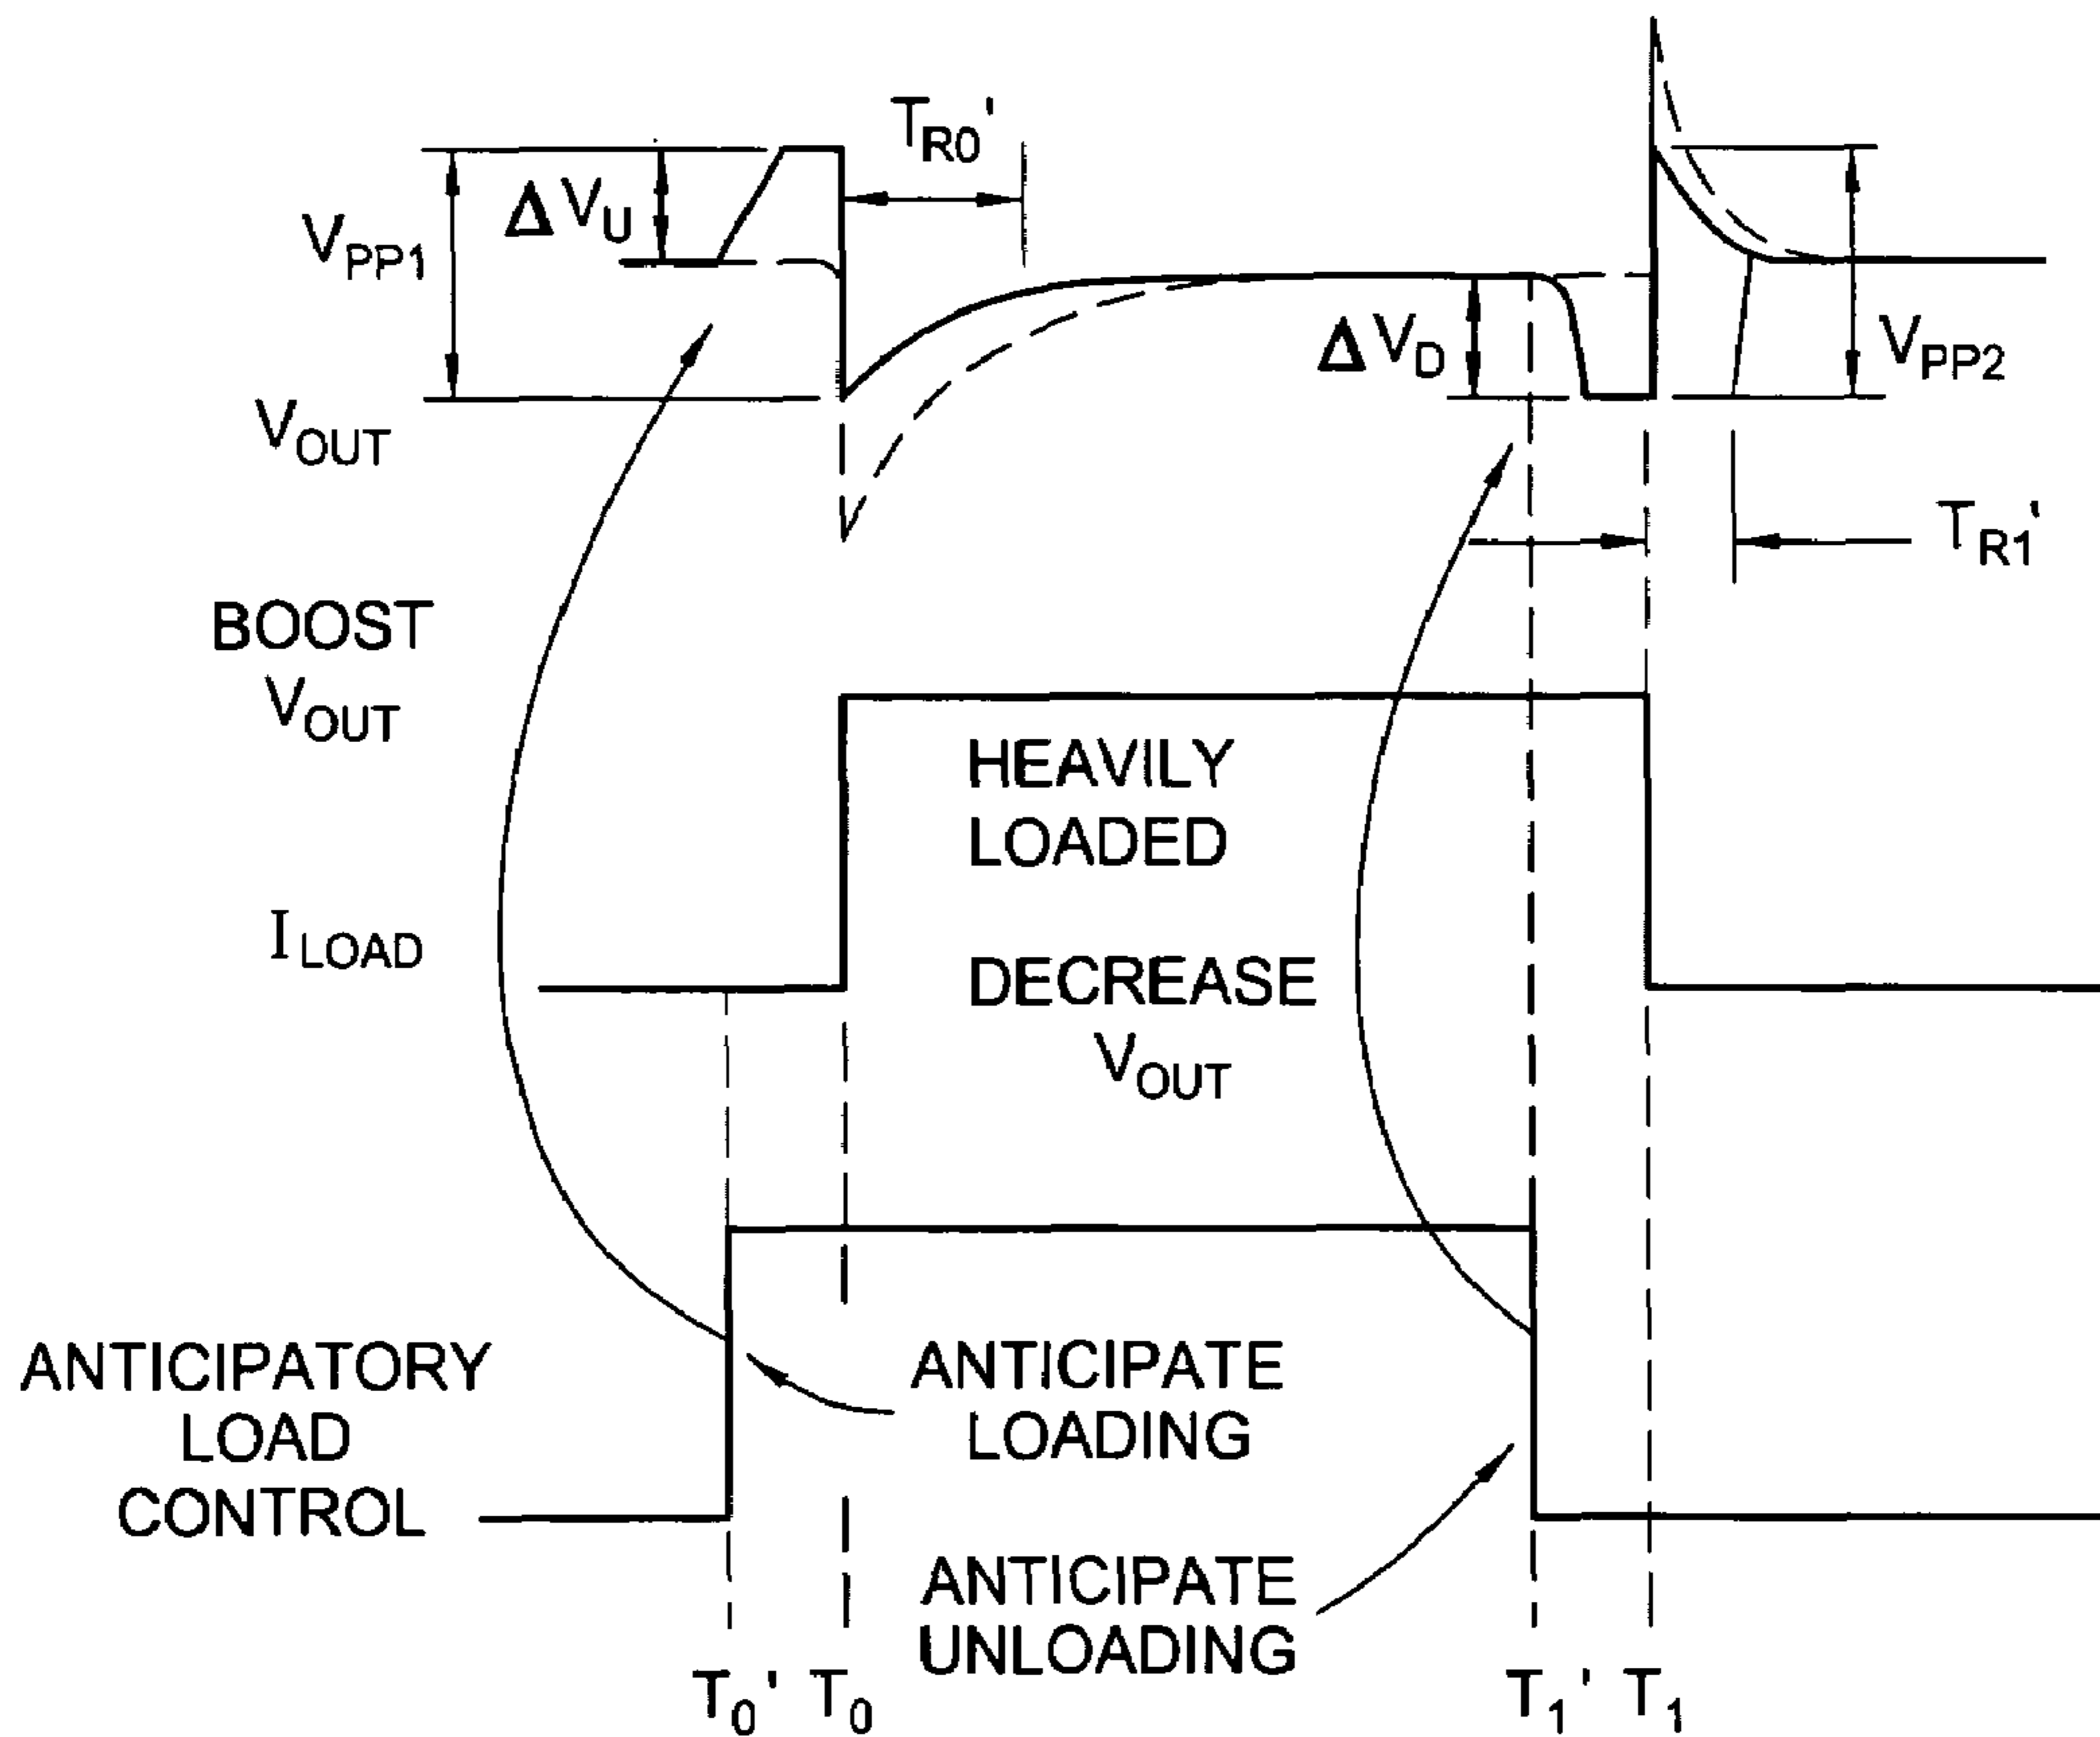 T_R0'
ΔV_U
V_PP1
ΔV_D
V_PP2
V_OUT
T_R1'
BOOST
V_OUT
HEAVILY
LOADED
I_LOAD
DECREASE
V_OUT
ANTICIPATORY
LOAD
CONTROL
ANTICIPATE
LOADING
ANTICIPATE
UNLOADING
T_0' T_0 T_1' T_1